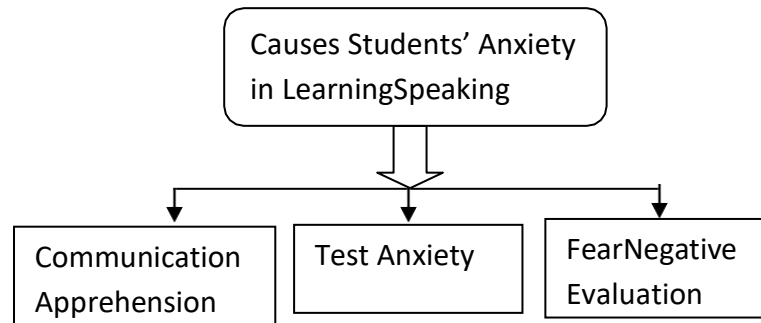 Causes Students’ Anxiety
in LearningSpeaking
Communication
Apprehension
Test Anxiety
FearNegative
Evaluation